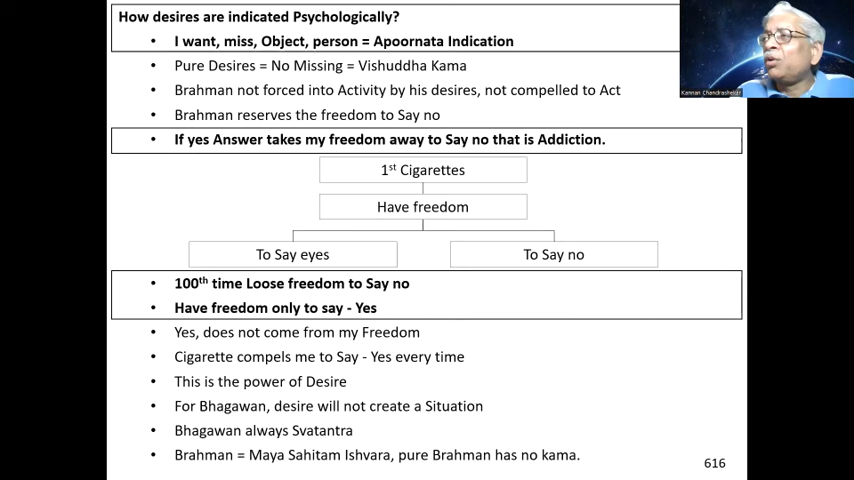 How desires are indicated Psychologically?
• I want, miss, Object, person = Apoornata Indication
• Pure Desires = No Missing = Vishuddha Kama
• Brahman not forced into Activity by his desires, not compelled to Act
• Brahman reserves the freedom to Say no
• If yes Answer takes my freedom away to Say no that is Addiction.
1st Cigarettes
Have freedom
To Say eyes
To Say no
• 100th time Loose freedom to Say no
• Have freedom only to say - Yes
• Yes, does not come from my Freedom
• Cigarette compels me to Say - Yes every time
• This is the power of Desire
• For Bhagawan, desire will not create a Situation
• Bhagawan always Svatantra
• Brahman = Maya Sahitam Ishvara, pure Brahman has no kama.
616
Kannan Chandrashekar